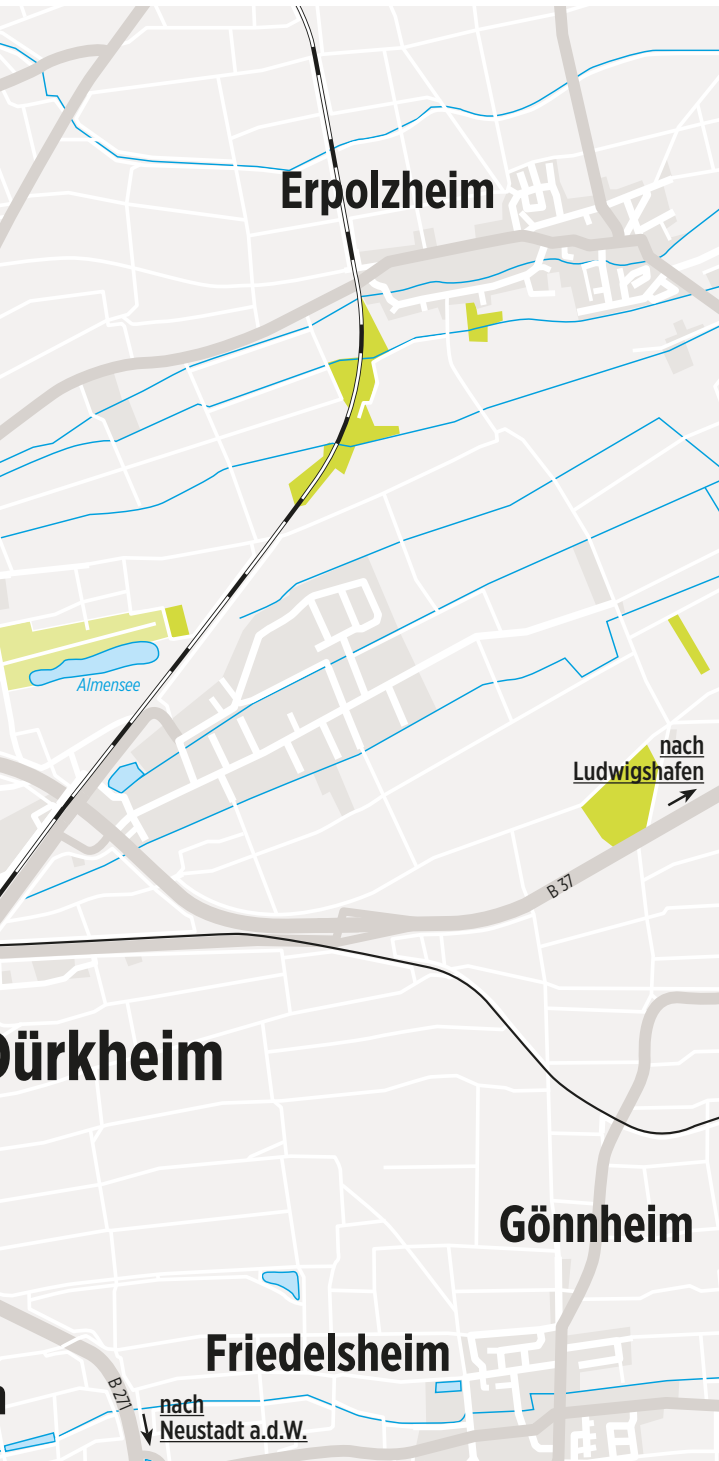 Erpolzheim
Almensee
nach
Ludwigshafen
B 37
Dürkheim
Gönnheim
Friedelsheim
B 271
nach
Neustadt a.d.W.